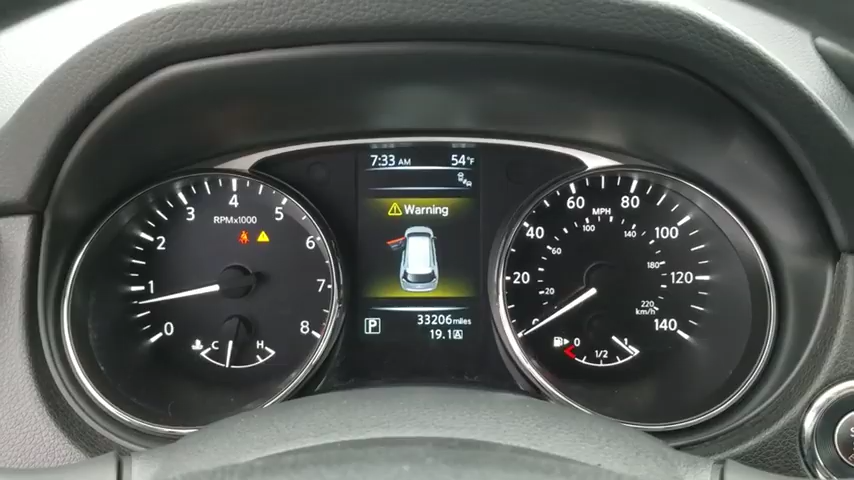 7:33 AM 54°F
Warning
P 33206 miles
19.1 A
RPMx1000
0
1
2
3
4
5
6
7
8
C H
MPH
20
40
60
80
100
120
140
20
60
100
140
180
220
km/h
0 1/2 1